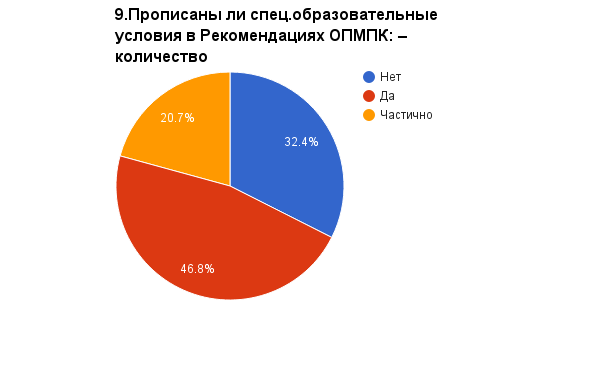 9.Прописаны ли спец.образовательные
условия в Рекомендациях ОПМПК: –
количество
Нет
Да
Частично
20.7%
32.4%
46.8%